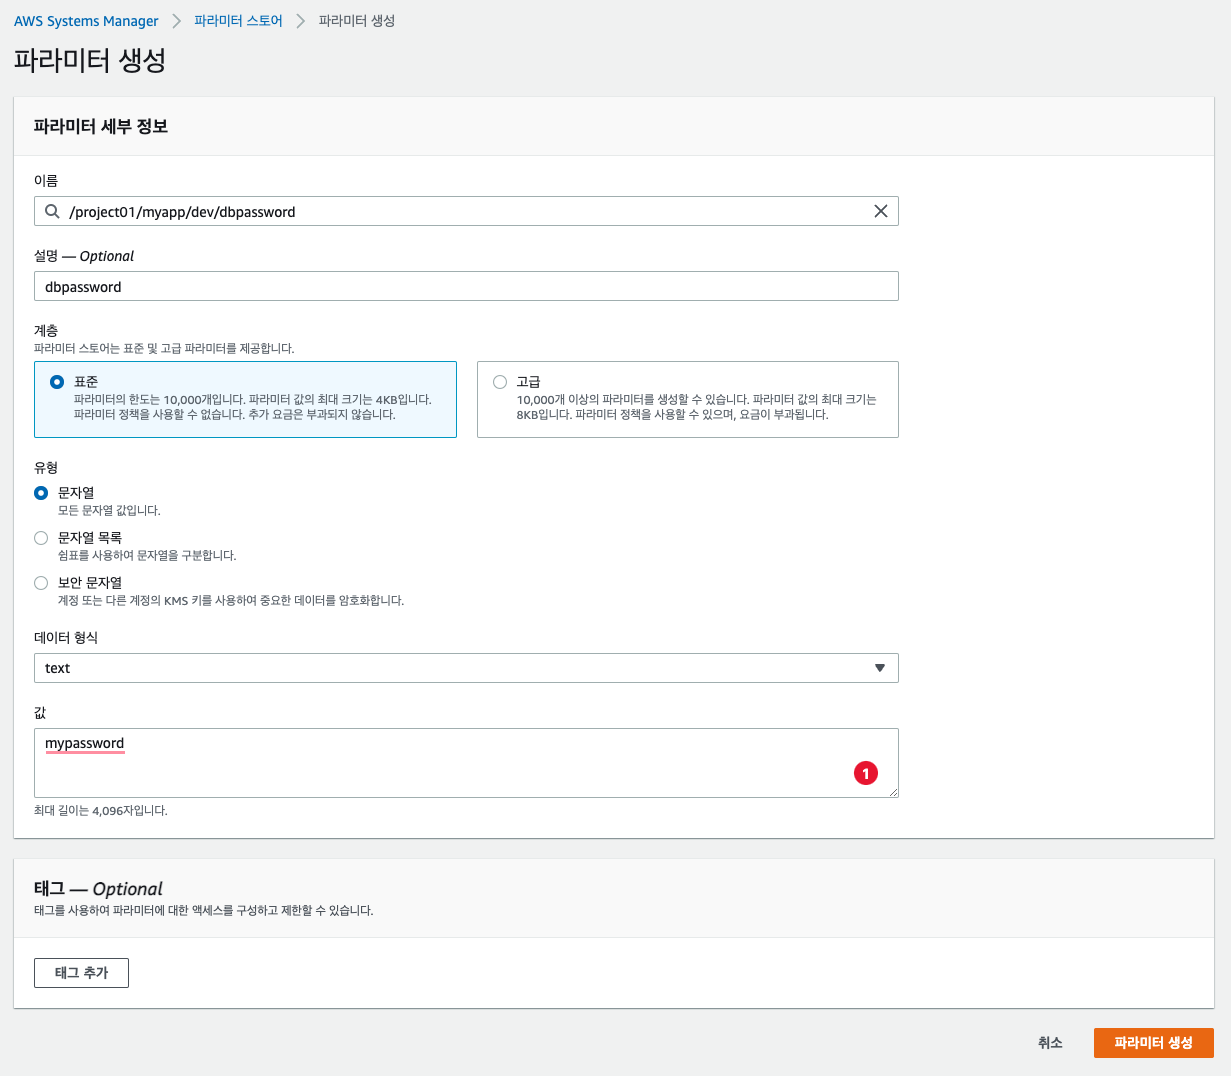 AWS Systems Manager > 파라미터 스토어 > 파라미터 생성
파라미터 생성
파라미터 세부 정보
이름
/project01/myapp/dev/dbpassword
설명 — Optional
dbpassword
계층
파라미터 스토어는 표준 및 고급 파라미터를 제공합니다.
표준
파라미터의 한도는 10,000개입니다. 파라미터 값의 최대 크기는 4KB입니다.
파라미터 정책을 사용할 수 없습니다. 추가 요금은 부과되지 않습니다.
고급
10,000개 이상의 파라미터를 생성할 수 있습니다. 파라미터 값의 최대 크기는
8KB입니다. 파라미터 정책을 사용할 수 있으며, 요금이 부과됩니다.
유형
문자열
모든 문자열 값입니다.
문자열 목록
쉼표를 사용하여 문자열을 구분합니다.
보안 문자열
계정 또는 다른 계정의 KMS 키를 사용하여 중요한 데이터를 암호화합니다.
데이터 형식
text
값
mypassword
1
최대 길이는 4,096자입니다.
태그 — Optional
태그를 사용하여 파라미터에 대한 액세스를 구성하고 제한할 수 있습니다.
태그 추가
취소
파라미터 생성